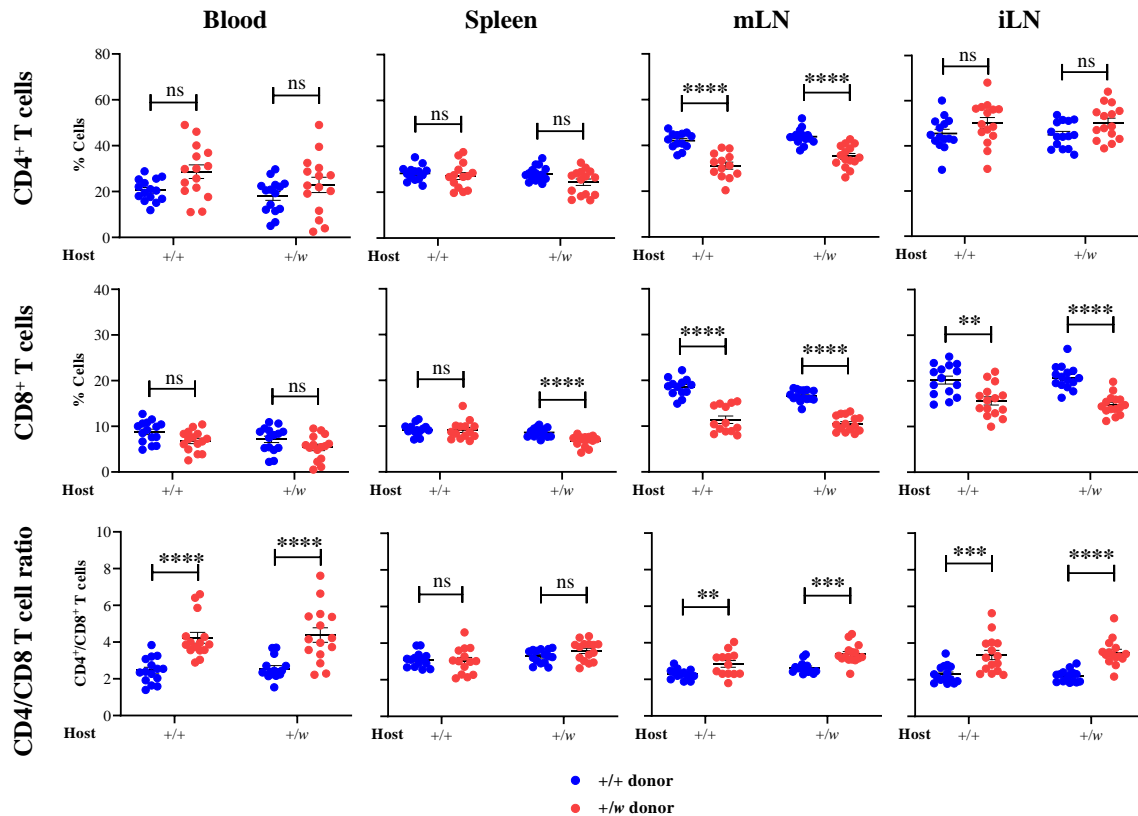 Blood Spleen mLN iLN
CD4⁺ T cells
% Cells
80
60
40
20
0
ns ns
ns ns
**** ****
ns ns
Host +/+ +/w Host +/+ +/w Host +/+ +/w Host +/+ +/w
CD8⁺ T cells
% Cells
40
30
20
10
0
ns ns
ns ****
**** ****
** ****
Host +/+ +/w Host +/+ +/w Host +/+ +/w Host +/+ +/w
CD4/CD8 T cell ratio
CD4⁺/CD8⁺ T cells
10
8
6
4
2
0
**** ****
ns ns
** ***
*** ****
Host +/+ +/w Host +/+ +/w Host +/+ +/w Host +/+ +/w
+/+ donor
+/w donor